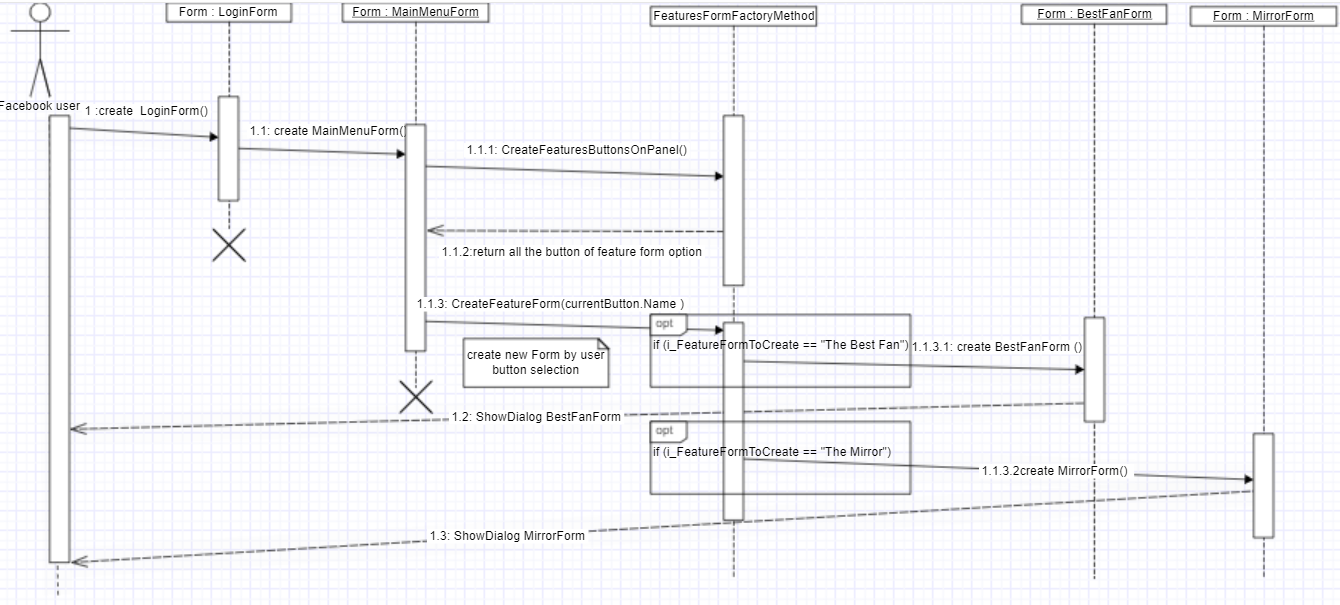 Form : LoginForm
Form : MainMenuForm
FeaturesFormFactoryMethod
Form : BestFanForm
Form : MirrorForm
Facebook user
1 :create LoginForm()
1.1: create MainMenuForm()
1.1.1: CreateFeaturesButtonsOnPanel()
1.1.2:return all the button of feature form option
1.1.3: CreateFeatureForm(currentButton.Name )
opt
if (i_FeatureFormToCreate == "The Best Fan")
1.1.3.1: create BestFanForm ()
create new Form by user
button selection
1.2: ShowDialog BestFanForm
opt
if (i_FeatureFormToCreate == "The Mirror")
1.1.3.2create MirrorForm()
1.3: ShowDialog MirrorForm